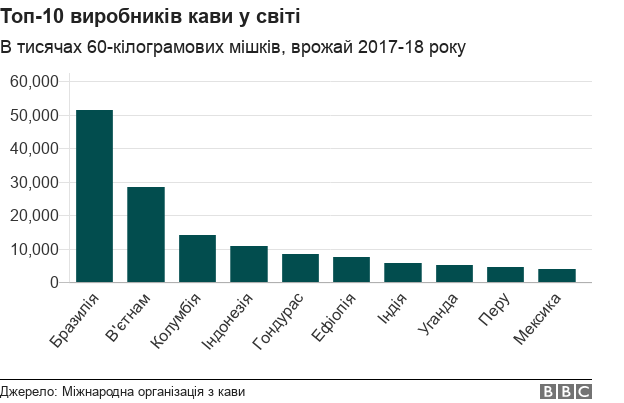 Топ-10 виробників кави у світі
В тисячах 60-кілограмових мішків, врожай 2017-18 року
60,000
50,000
40,000
30,000
20,000
10,000
0
Бразилія
В'єтнам
Колумбія
Індонезія
Гондурас
Ефіопія
Індія
Уганда
Перу
Мексика
Джерело: Міжнародна організація з кави
BBC